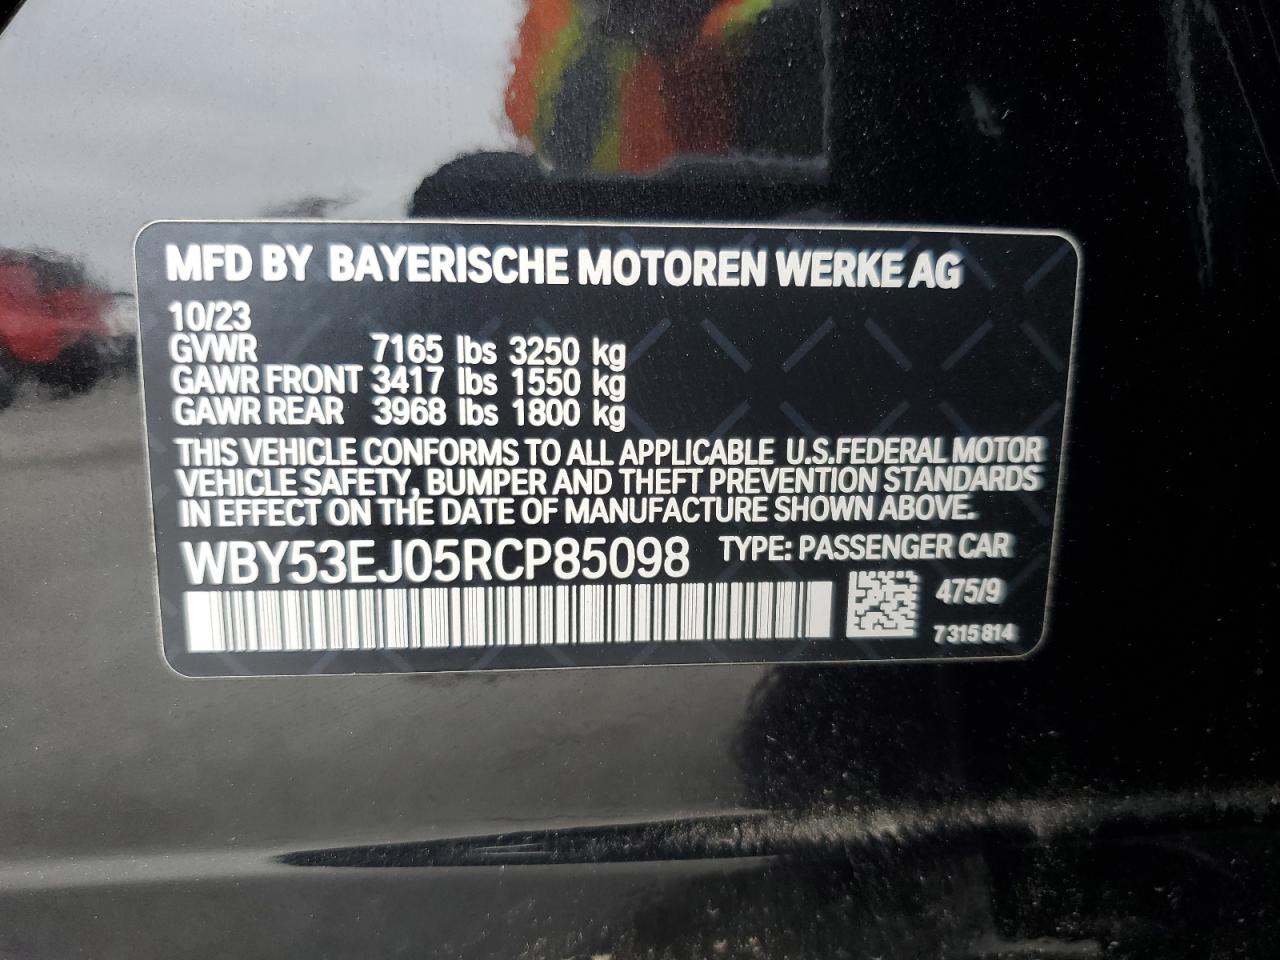 MFD BY BAYERISCHE MOTOREN WERKE AG
10/23
GVWR 7165 lbs 3250 kg
GAWR FRONT 3417 lbs 1550 kg
GAWR REAR 3968 lbs 1800 kg
THIS VEHICLE CONFORMS TO ALL APPLICABLE U.S.FEDERAL MOTOR
VEHICLE SAFETY, BUMPER AND THEFT PREVENTION STANDARDS
IN EFFECT ON THE DATE OF MANUFACTURE SHOWN ABOVE.
WBY53EJ05RCP85098 TYPE: PASSENGER CAR
475/9
7 315 814